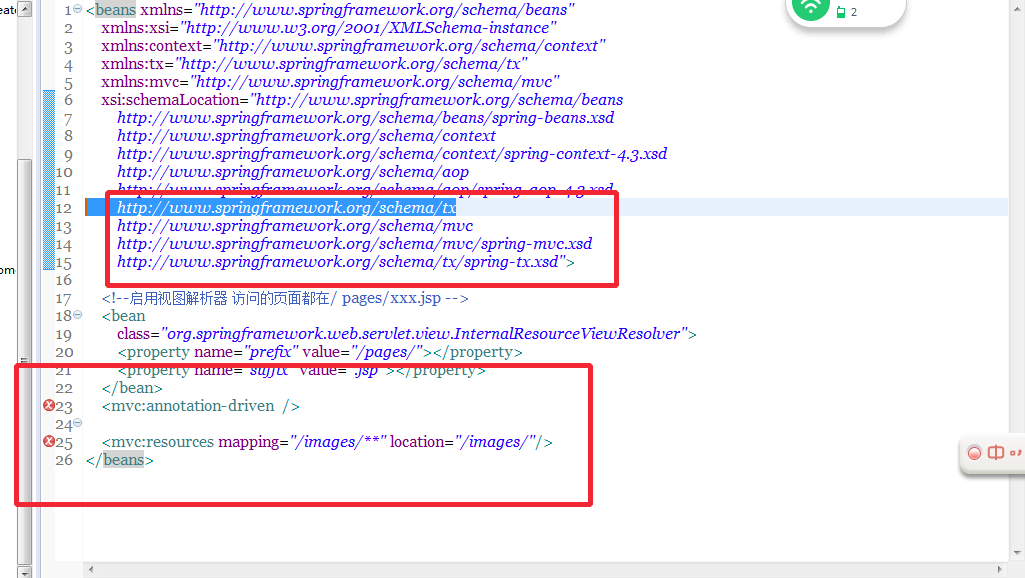 eate
2
1 <beans xmlns="http://www.springframework.org/schema/beans"
2 xmlns:xsi="http://www.w3.org/2001/XMLSchema-instance"
3 xmlns:context="http://www.springframework.org/schema/context"
4 xmlns:tx="http://www.springframework.org/schema/tx"
5 xmlns:mvc="http://www.springframework.org/schema/mvc"
6 xsi:schemaLocation="http://www.springframework.org/schema/beans
7 http://www.springframework.org/schema/beans/spring-beans.xsd
8 http://www.springframework.org/schema/context
9 http://www.springframework.org/schema/context/spring-context-4.3.xsd
10 http://www.springframework.org/schema/aop
11 http://www.springframework.org/schema/aop/spring-aop-4.3.xsd
12 http://www.springframework.org/schema/tx
13 http://www.springframework.org/schema/mvc
14 http://www.springframework.org/schema/mvc/spring-mvc.xsd
15 http://www.springframework.org/schema/tx/spring-tx.xsd">
om
16
17 <!--启用视图解析器 访问的页面都在/ pages/xxx.jsp -->
18 <bean
19 class="org.springframework.web.servlet.view.InternalResourceViewResolver">
20 <property name="prefix" value="/pages/"></property>
21 <property name="suffix" value=".jsp"></property>
22 </bean>
23 <mvc:annotation-driven />
24
25 <mvc:resources mapping="/images/**" location="/images/"/>
26 </beans>
中